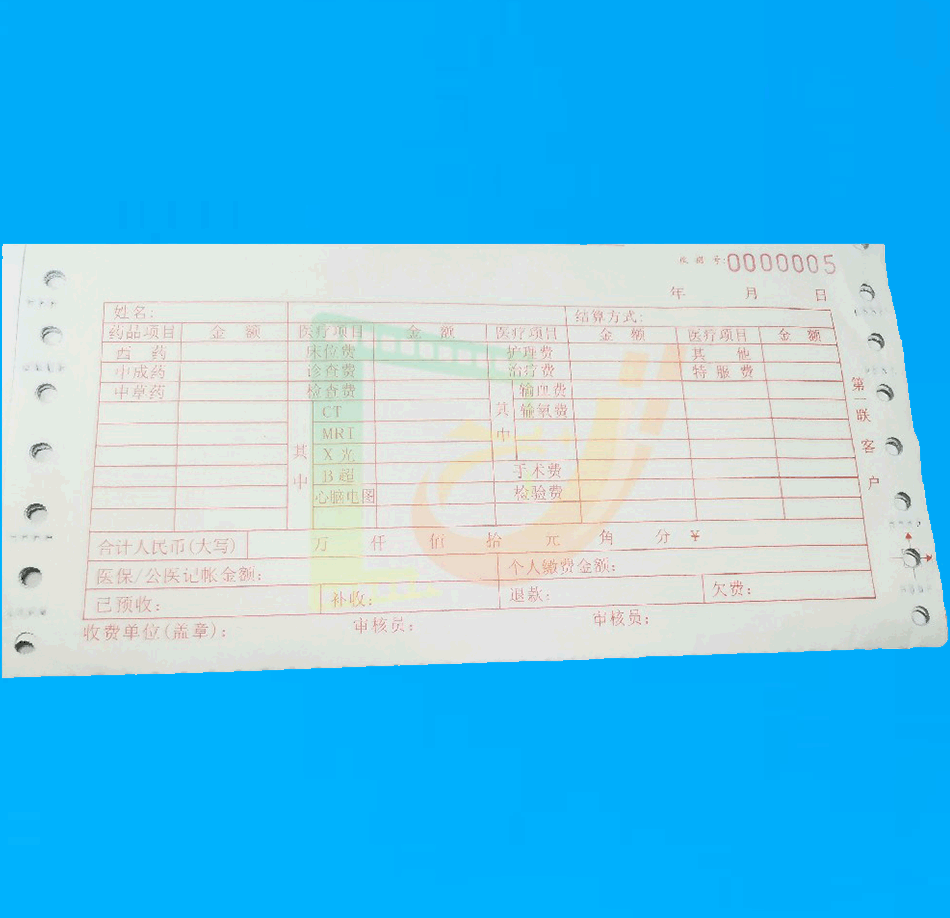 收据号:0000005
年 月 日
姓名: 结算方式:
药品项目 金额 医疗项目 金额 医疗项目 金额 医疗项目 金额
西药 床位费 护理费 其他
中成药 诊查费 治疗费 特服费
中草药 检查费 输理费
CT 其 输氧费
MRI 中
其 X光
中 B超 手术费
心脑电图 检验费
合计人民币(大写) 万 仟 佰 拾 元 角 分 ¥
医保/公医记帐金额: 个人缴费金额:
已预收: 补收: 退款: 欠费:
收费单位(盖章): 审核员: 审核员:
第一联 客户